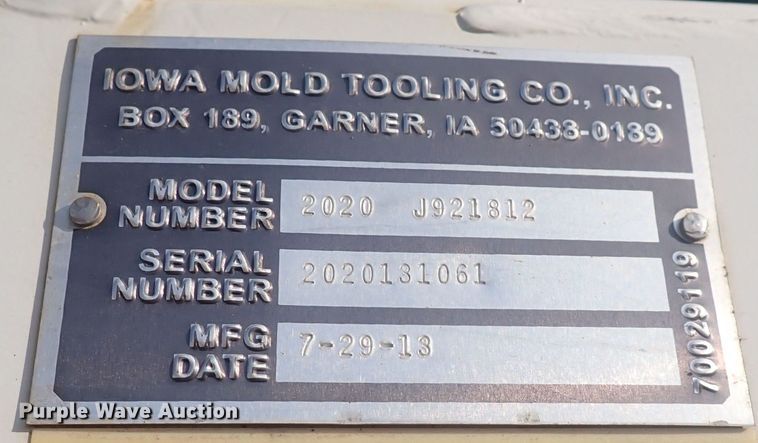 IOWA MOLD TOOLING CO., INC.
BOX 189, GARNER, IA 50438-0189
MODEL
NUMBER
2020 J921812
SERIAL
NUMBER
2020131061
MFG
DATE
7-29-13
70029119
Purple Wave Auction